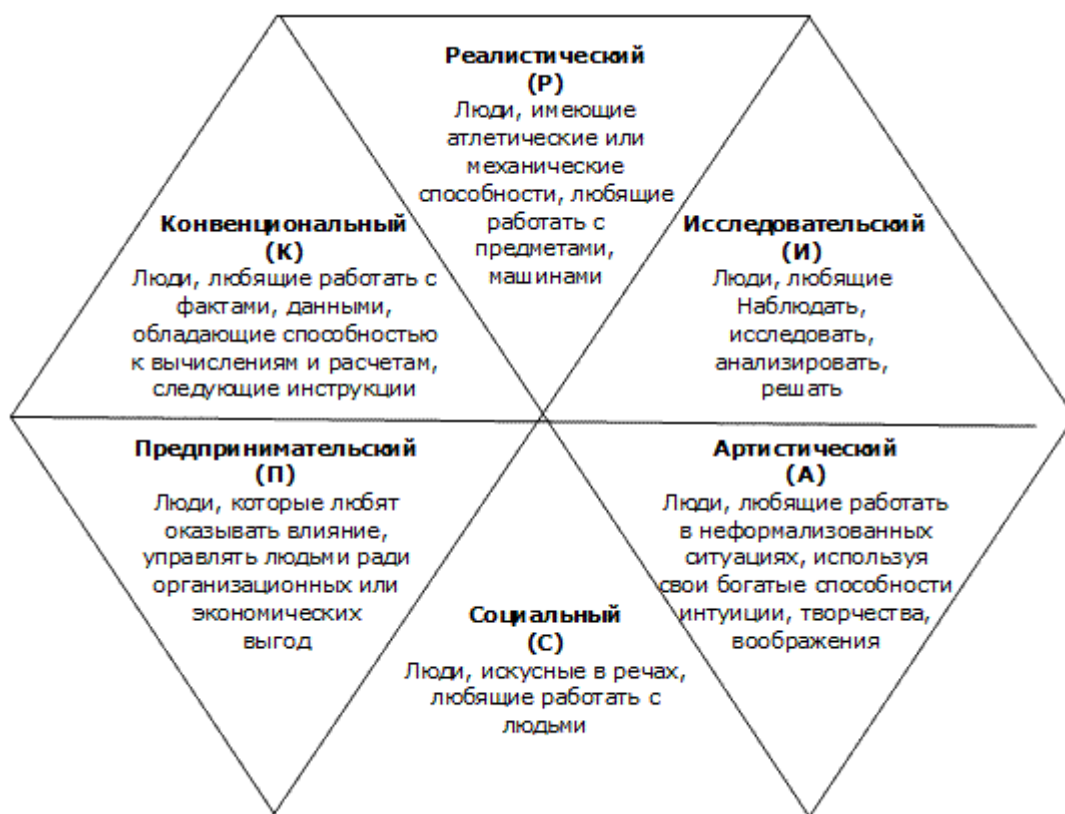 Реалистический
(Р)
Люди, имеющие
атлетические или
механические
способности, любящие
работать с
предметами,
машинами
Конвенциональный
(К)
Люди, любящие работать с
фактами, данными,
обладающие способностью
к вычислениям и расчетам,
следующие инструкции
Исследовательский
(И)
Люди, любящие
Наблюдать,
исследовать,
анализировать,
решать
Предпринимательский
(П)
Люди, которые любят
оказывать влияние,
управлять людьми ради
организационных или
экономических
выгод
Социальный
(С)
Люди, искусные в речах,
любящие работать с
людьми
Артистический
(А)
Люди, любящие работать
в неформализованных
ситуациях, используя
свои богатые способности
интуиции, творчества,
воображения